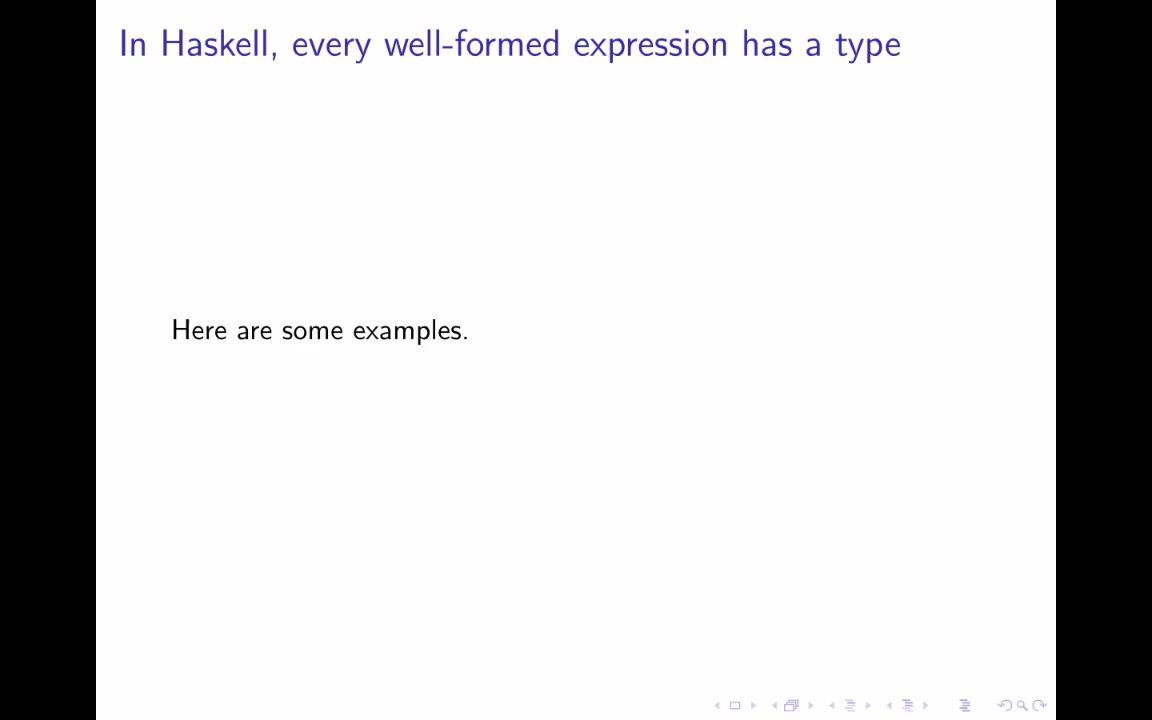 In Haskell, every well-formed expression has a type
Here are some examples.